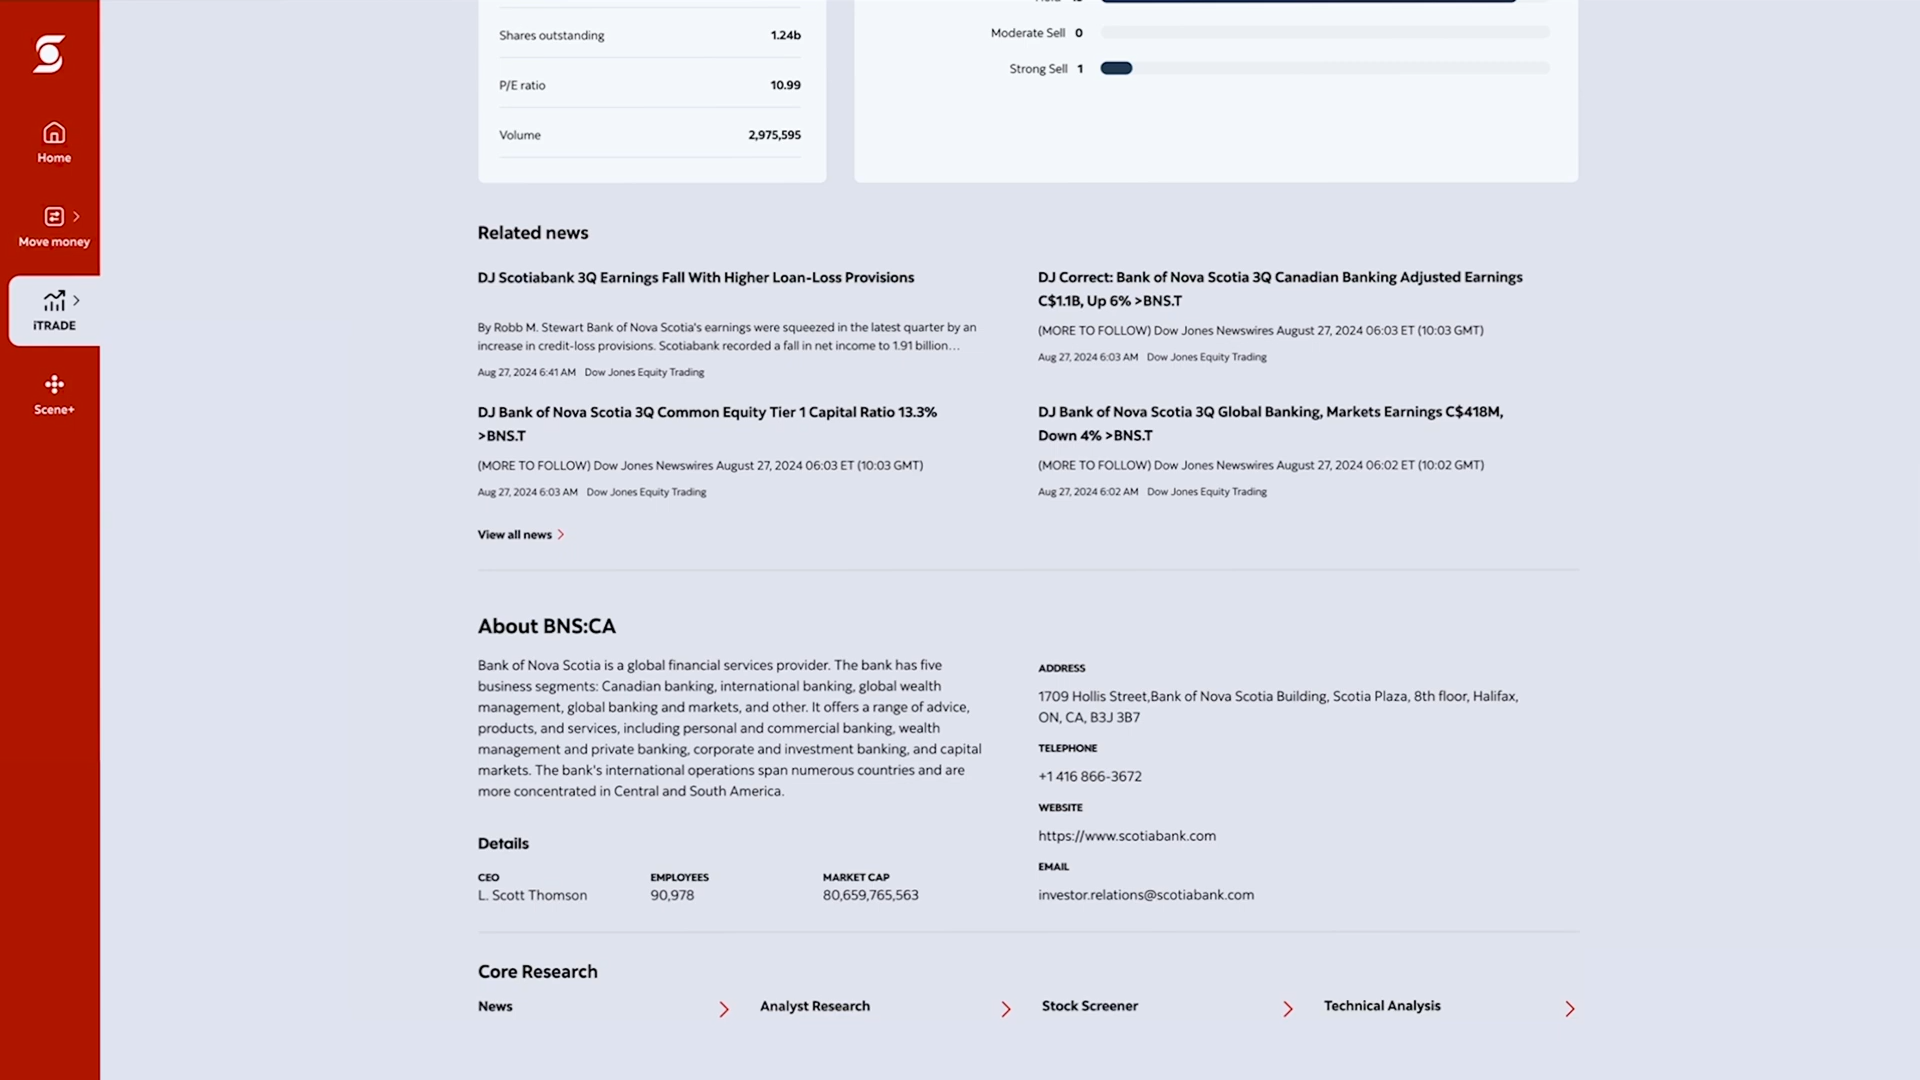 Home
Move money
iTRADE
Scene+
Shares outstanding 1.24b
P/E ratio 10.99
Volume 2,975,595
Moderate Sell 0
Strong Sell 1
Related news
DJ Scotiabank 3Q Earnings Fall With Higher Loan-Loss Provisions
By Robb M. Stewart Bank of Nova Scotia's earnings were squeezed in the latest quarter by an
increase in credit-loss provisions. Scotiabank recorded a fall in net income to 1.91 billion...
Aug 27, 2024 6:41 AM Dow Jones Equity Trading
DJ Correct: Bank of Nova Scotia 3Q Canadian Banking Adjusted Earnings
C$1.1B, Up 6% >BNS.T
(MORE TO FOLLOW) Dow Jones Newswires August 27, 2024 06:03 ET (10:03 GMT)
Aug 27, 2024 6:03 AM Dow Jones Equity Trading
DJ Bank of Nova Scotia 3Q Common Equity Tier 1 Capital Ratio 13.3%
>BNS.T
(MORE TO FOLLOW) Dow Jones Newswires August 27, 2024 06:03 ET (10:03 GMT)
Aug 27, 2024 6:03 AM Dow Jones Equity Trading
DJ Bank of Nova Scotia 3Q Global Banking, Markets Earnings C$418M,
Down 4% >BNS.T
(MORE TO FOLLOW) Dow Jones Newswires August 27, 2024 06:02 ET (10:02 GMT)
Aug 27, 2024 6:02 AM Dow Jones Equity Trading
View all news
About BNS:CA
Bank of Nova Scotia is a global financial services provider. The bank has five
business segments: Canadian banking, international banking, global wealth
management, global banking and markets, and other. It offers a range of advice,
products, and services, including personal and commercial banking, wealth
management and private banking, corporate and investment banking, and capital
markets. The bank's international operations span numerous countries and are
more concentrated in Central and South America.
Details
CEO
L. Scott Thomson
EMPLOYEES
90,978
MARKET CAP
80,659,765,563
ADDRESS
1709 Hollis Street,Bank of Nova Scotia Building, Scotia Plaza, 8th floor, Halifax,
ON, CA, B3J 3B7
TELEPHONE
+1 416 866-3672
WEBSITE
https://www.scotiabank.com
EMAIL
investor.relations@scotiabank.com
Core Research
News
Analyst Research
Stock Screener
Technical Analysis